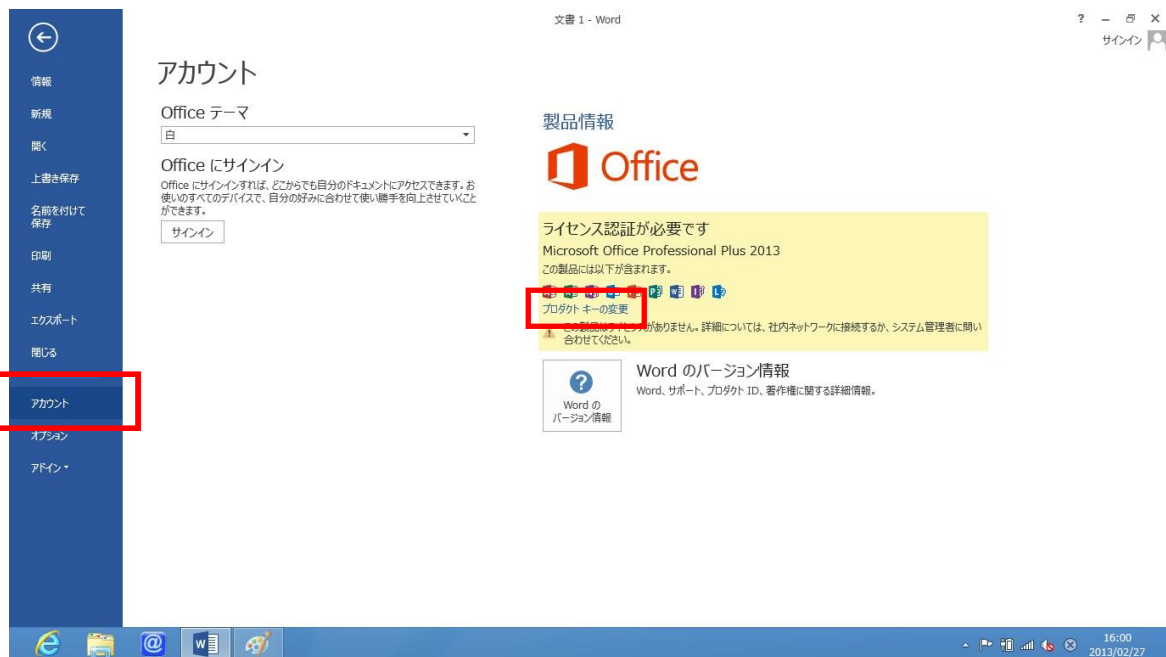 文書 1 - Word
?
サインイン
情報
新規
開く
上書き保存
名前を付けて
保存
印刷
共有
エクスポート
閉じる
アカウント
オプション
アドイン
アカウント
Office テーマ
白
Office にサインイン
Office にサインインすれば、どこからでも自分のドキュメントにアクセスできます。お
使いのすべてのデバイスで、自分の好みに合わせて使い勝手を向上させていくこと
ができます。
サインイン
製品情報
Office
ライセンス認証が必要です
Microsoft Office Professional Plus 2013
この製品には以下が含まれます。
プロダクト キーの変更
この製品はライセンスがありません。詳細については、社内ネットワークに接続するか、システム管理者に問い
合わせてください。
Word の
バージョン情報
Word のバージョン情報
Word、サポート、プロダクト ID、著作権に関する詳細情報。
16:00
2013/02/27